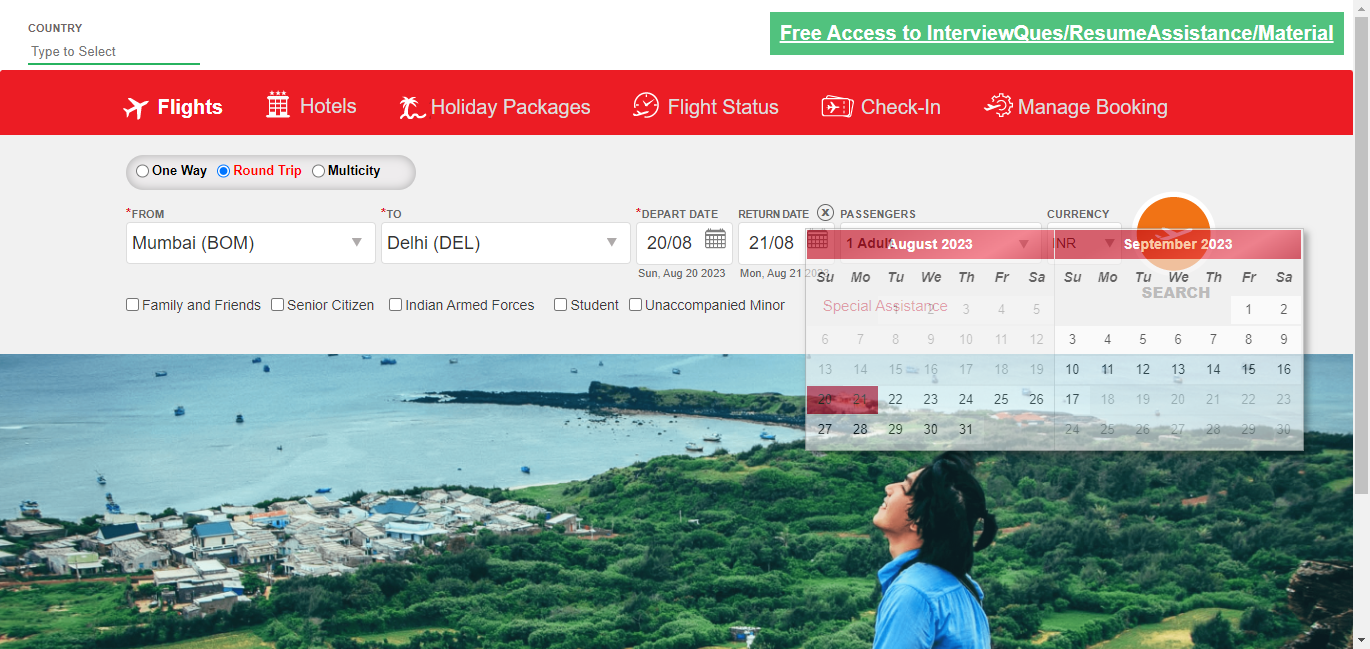 COUNTRY
Type to Select
Free Access to InterviewQues/ResumeAssistance/Material
Flights Hotels Holiday Packages Flight Status Check-In Manage Booking
One Way Round Trip Multicity
*FROM *TO *DEPART DATE RETURN DATE X PASSENGERS CURRENCY
Mumbai (BOM) Delhi (DEL) 20/08 21/08 1 Adult INR
Sun, Aug 20 2023 Mon, Aug 21 2023
Family and Friends Senior Citizen Indian Armed Forces Student Unaccompanied Minor
Special Assistance
SEARCH
August 2023
Su Mo Tu We Th Fr Sa
1 2 3 4 5
6 7 8 9 10 11 12
13 14 15 16 17 18 19
20 21 22 23 24 25 26
27 28 29 30 31
September 2023
Su Mo Tu We Th Fr Sa
1 2
3 4 5 6 7 8 9
10 11 12 13 14 15 16
17 18 19 20 21 22 23
24 25 26 27 28 29 30